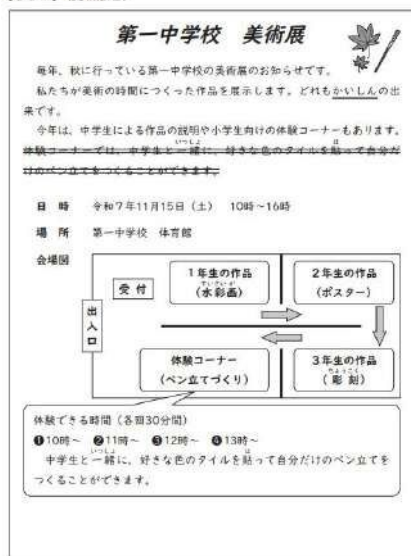 第一中学校 美術展
毎年、秋に行っている第一中学校の美術展のお知らせです。
私たちが美術の時間につくった作品を展示します。どれもかいしんの出
来です。
今年は、中学生による作品の説明や小学生向けの体験コーナーもあります。
体験コーナーでは、中学生と一緒に、好きな色のタイルを貼って自分だ
けのペン立てをつくることができます。
日時 令和7年11月15日(土) 10時~16時
場所 第一中学校 体育館
会場図
受付
1年生の作品
(水彩画)
2年生の作品
(ポスター)
出入口
体験コーナー
(ペン立てづくり)
3年生の作品
(彫刻)
体験できる時間(各回30分間)
❶10時~ ❷11時~ ❸12時~ ❹13時~
中学生と一緒に、好きな色のタイルを貼って自分だけのペン立てを
つくることができます。